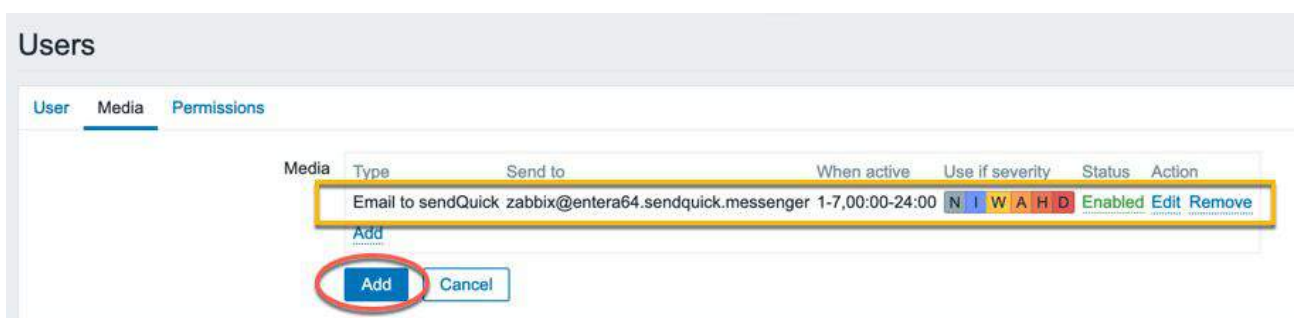 Users
User Media Permissions
Media Type Send to When active Use if severity Status Action
Email to sendQuick zabbix@entera64.sendquick.messenger 1-7,00:00-24:00 N I W A H D Enabled Edit Remove
Add
Add Cancel